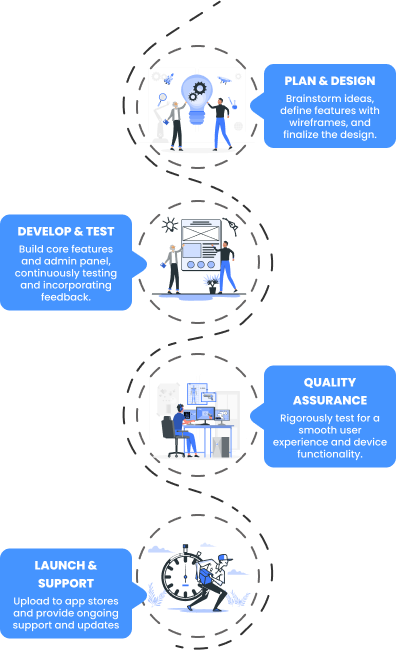 PLAN & DESIGN
Brainstorm ideas,
define features with
wireframes, and
finalize the design.
DEVELOP & TEST
Build core features
and admin panel,
continuously testing
and incorporating
feedback.
QUALITY
ASSURANCE
Rigorously test for a
smooth user
experience and device
functionality.
LAUNCH &
SUPPORT
Upload to app stores
and provide ongoing
support and updates